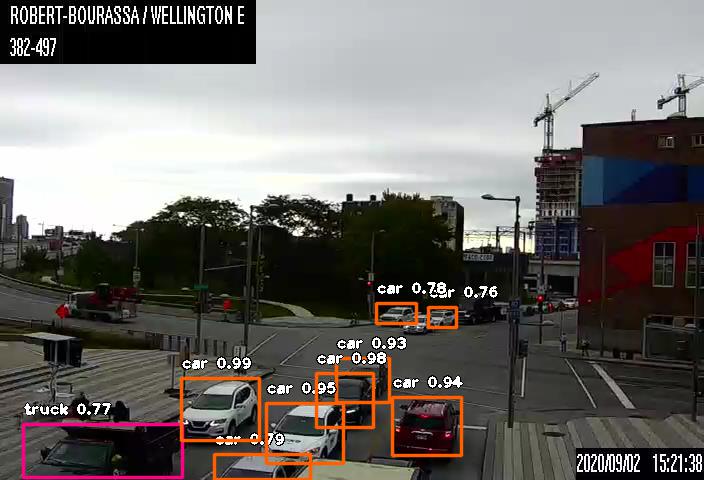 ROBERT-BOURASSA / WELLINGTON E
382-497
car 0.78
car 0.76
car 0.93
car 0.98
car 0.99
car 0.95
car 0.94
truck 0.77
car 0.79
2020/09/02 15:21:38